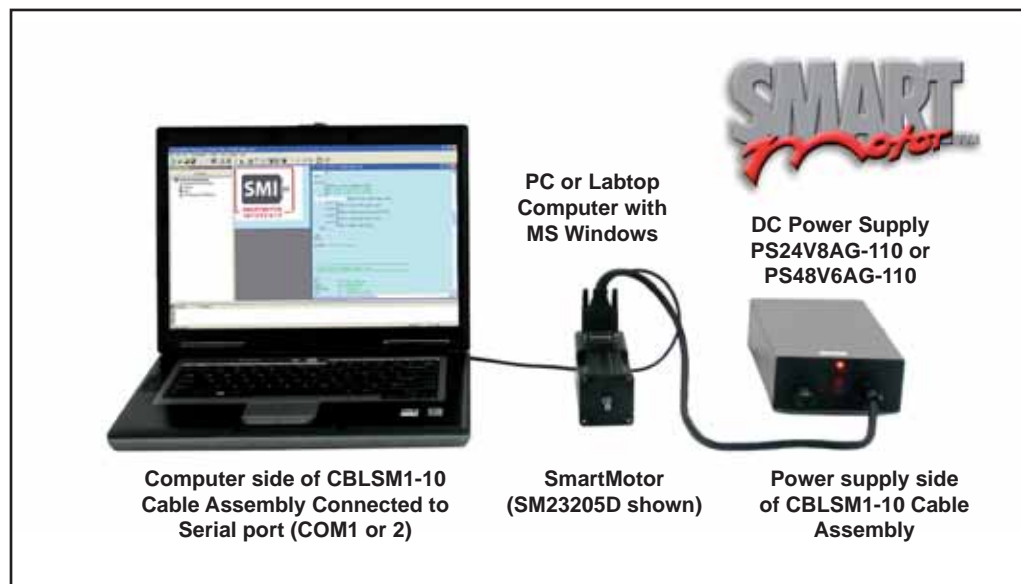 SMART
motor™
PC or Labtop
Computer with
MS Windows
DC Power Supply
PS24V8AG-110 or
PS48V6AG-110
SMI
Computer side of CBLSM1-10
Cable Assembly Connected to
Serial port (COM1 or 2)
SmartMotor
(SM23205D shown)
Power supply side
of CBLSM1-10 Cable
Assembly